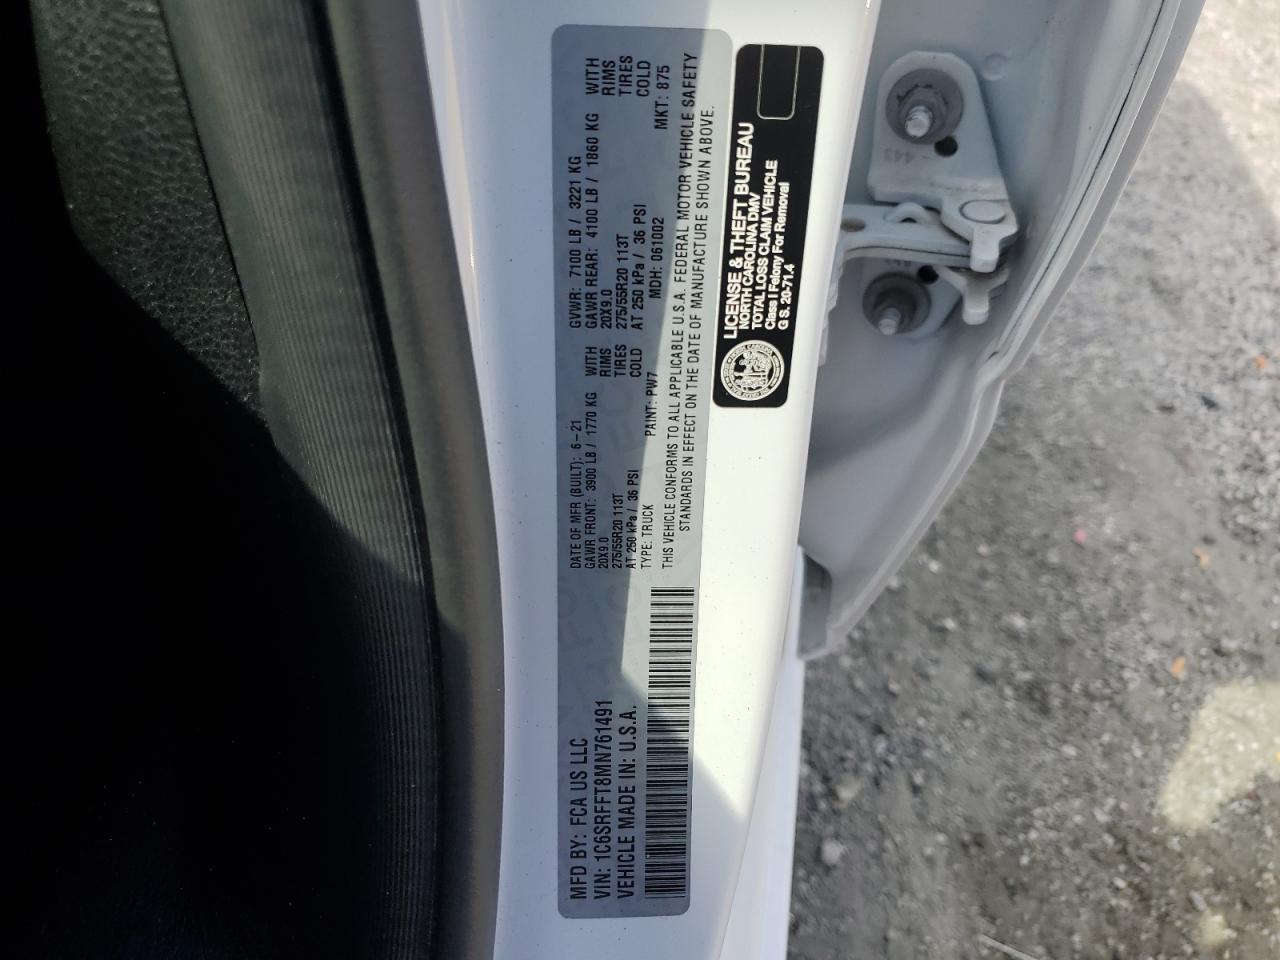 MFD BY: FCA US LLC
VIN: 1C6SRFFT8MN761491
VEHICLE MADE IN: U.S.A.
DATE OF MFR (BUILT): 6-21 GVWR: 7100 LB / 3221 KG
GAWR FRONT: 3900 LB / 1770 KG WITH GAWR REAR: 4100 LB / 1860 KG WITH
20X9.0 RIMS 20X9.0 RIMS
275/55R20 113T TIRES 275/55R20 113T TIRES
AT 250 kPa / 36 PSI COLD AT 250 kPa / 36 PSI COLD
TYPE: TRUCK PAINT: PW7 MDH: 061002 MKT: 875
THIS VEHICLE CONFORMS TO ALL APPLICABLE U.S.A. FEDERAL MOTOR VEHICLE SAFETY
STANDARDS IN EFFECT ON THE DATE OF MANUFACTURE SHOWN ABOVE.
LICENSE & THEFT BUREAU
NORTH CAROLINA DMV
TOTAL LOSS CLAIM VEHICLE
Class I Felony For Removal
G S. 20-71.4
-443